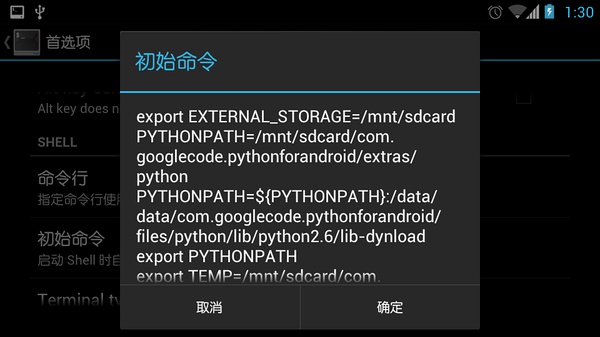 1:30
首选项
Alt key does n
SHELL
命令行
指定命令行使用
初始命令
启动 Shell 时自
Terminal ty
初始命令
export EXTERNAL_STORAGE=/mnt/sdcard
PYTHONPATH=/mnt/sdcard/com.
googlecode.pythonforandroid/extras/
python
PYTHONPATH=${PYTHONPATH}:/data/
data/com.googlecode.pythonforandroid/
files/python/lib/python2.6/lib-dynload
export PYTHONPATH
export TEMP=/mnt/sdcard/com.
取消
确定